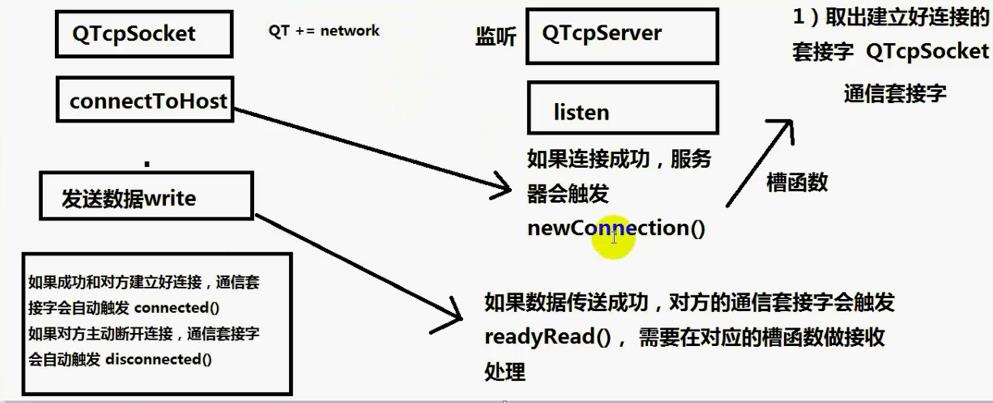 QTcpSocket
QT += network
connectToHost
发送数据write
如果成功和对方建立好连接，通信套
接字会自动触发 connected()
如果对方主动断开连接，通信套接字
会自动触发 disconnected()
监听
QTcpServer
listen
如果连接成功，服务
器会触发
newConnection()
槽函数
1）取出建立好连接的
套接字 QTcpSocket
通信套接字
如果数据传送成功，对方的通信套接字会触发
readyRead()， 需要在对应的槽函数做接收
处理